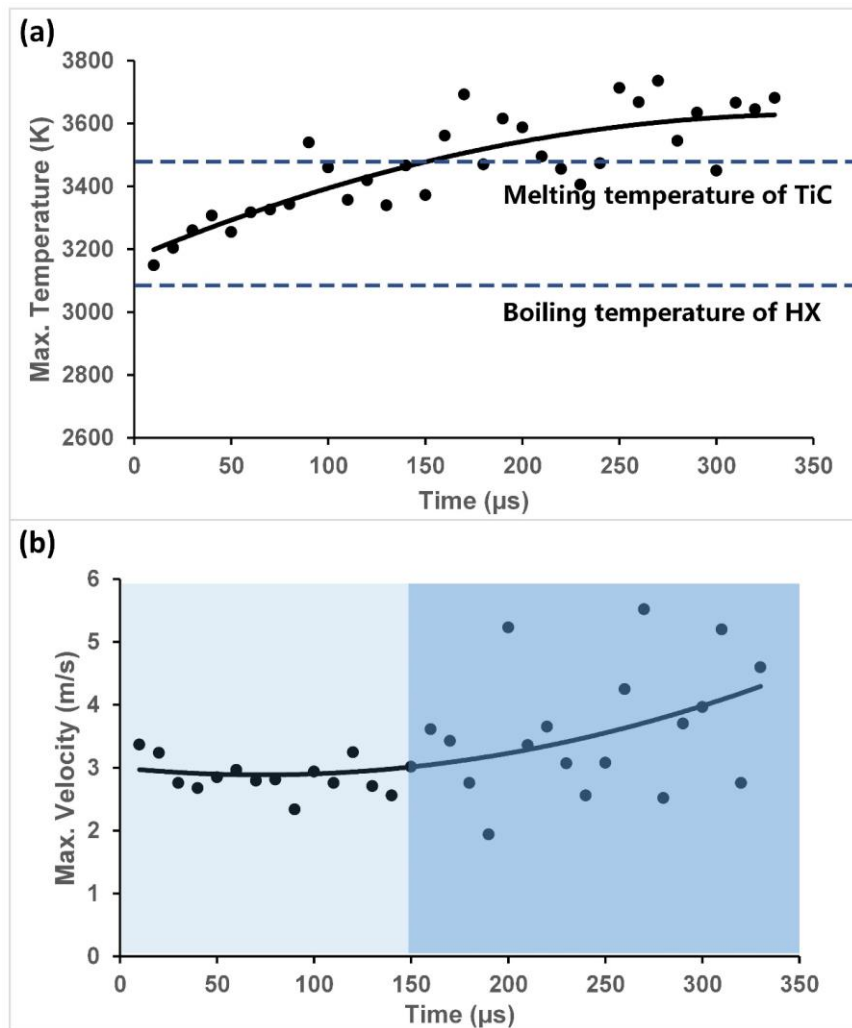 (a)
3800
3600
3400
3200
3000
2800
2600
Max. Temperature (K)
Melting temperature of TiC
Boiling temperature of HX
0 50 100 150 200 250 300 350
Time (µs)
(b)
6
5
4
3
2
1
0
Max. Velocity (m/s)
0 50 100 150 200 250 300 350
Time (µs)